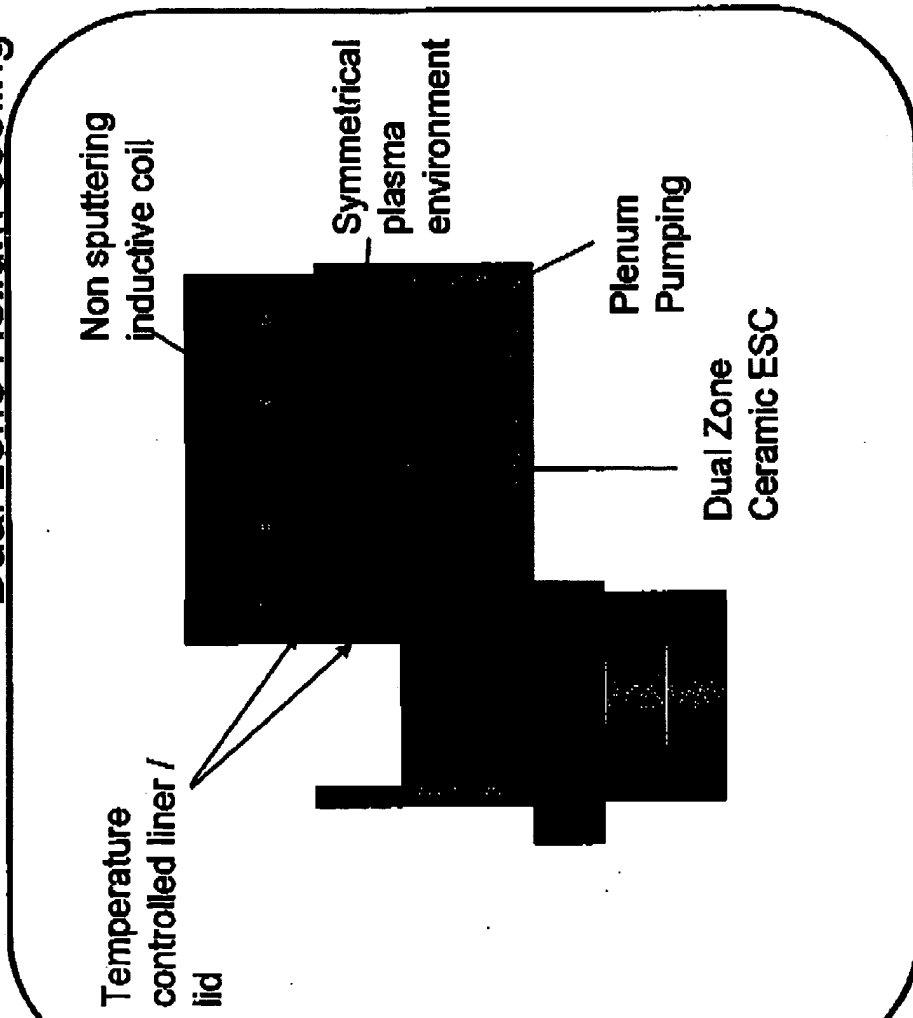 Non sputtering
inductive coil
Symmetrical
plasma
environment
Plenum
Pumping
Dual Zone
Ceramic ESC
Temperature
controlled liner /
lid